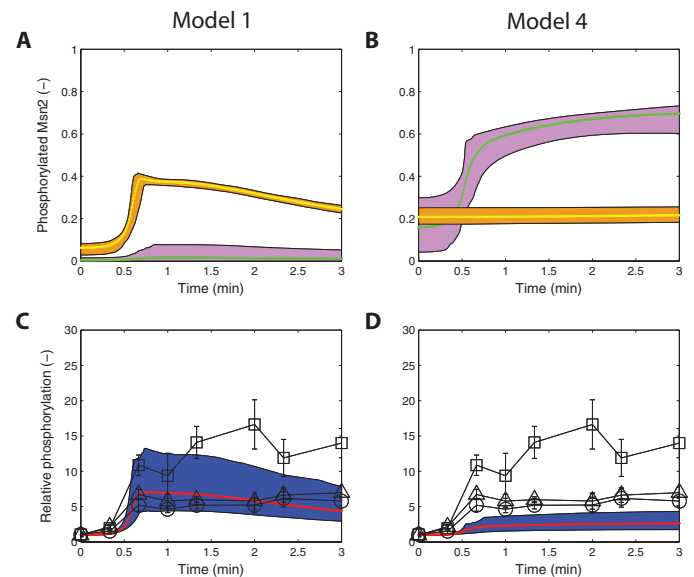 Model 1
Model 4
A
B
Phosphorylated Msn2 (–)
1
0.8
0.6
0.4
0.2
0
0 0.5 1 1.5 2 2.5 3
Time (min)
1
0.8
0.6
0.4
0.2
0
0 0.5 1 1.5 2 2.5 3
Time (min)
C
D
Relative phosphorylation (–)
30
25
20
15
10
5
0
0 0.5 1 1.5 2 2.5 3
Time (min)
30
25
20
15
10
5
0
0 0.5 1 1.5 2 2.5 3
Time (min)